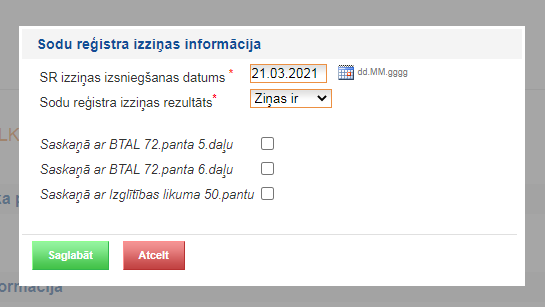 Sodu reģistra izziņas informācija
SR izziņas izsniegšanas datums * 21.03.2021 dd.MM.gggg
Sodu reģistra izziņas rezultāts* Ziņas ir
LK
Saskaņā ar BTAL 72.panta 5.daļu
Saskaņā ar BTAL 72.panta 6.daļu
Saskaņā ar Izglītības likuma 50.pantu
Saglabāt Atcelt